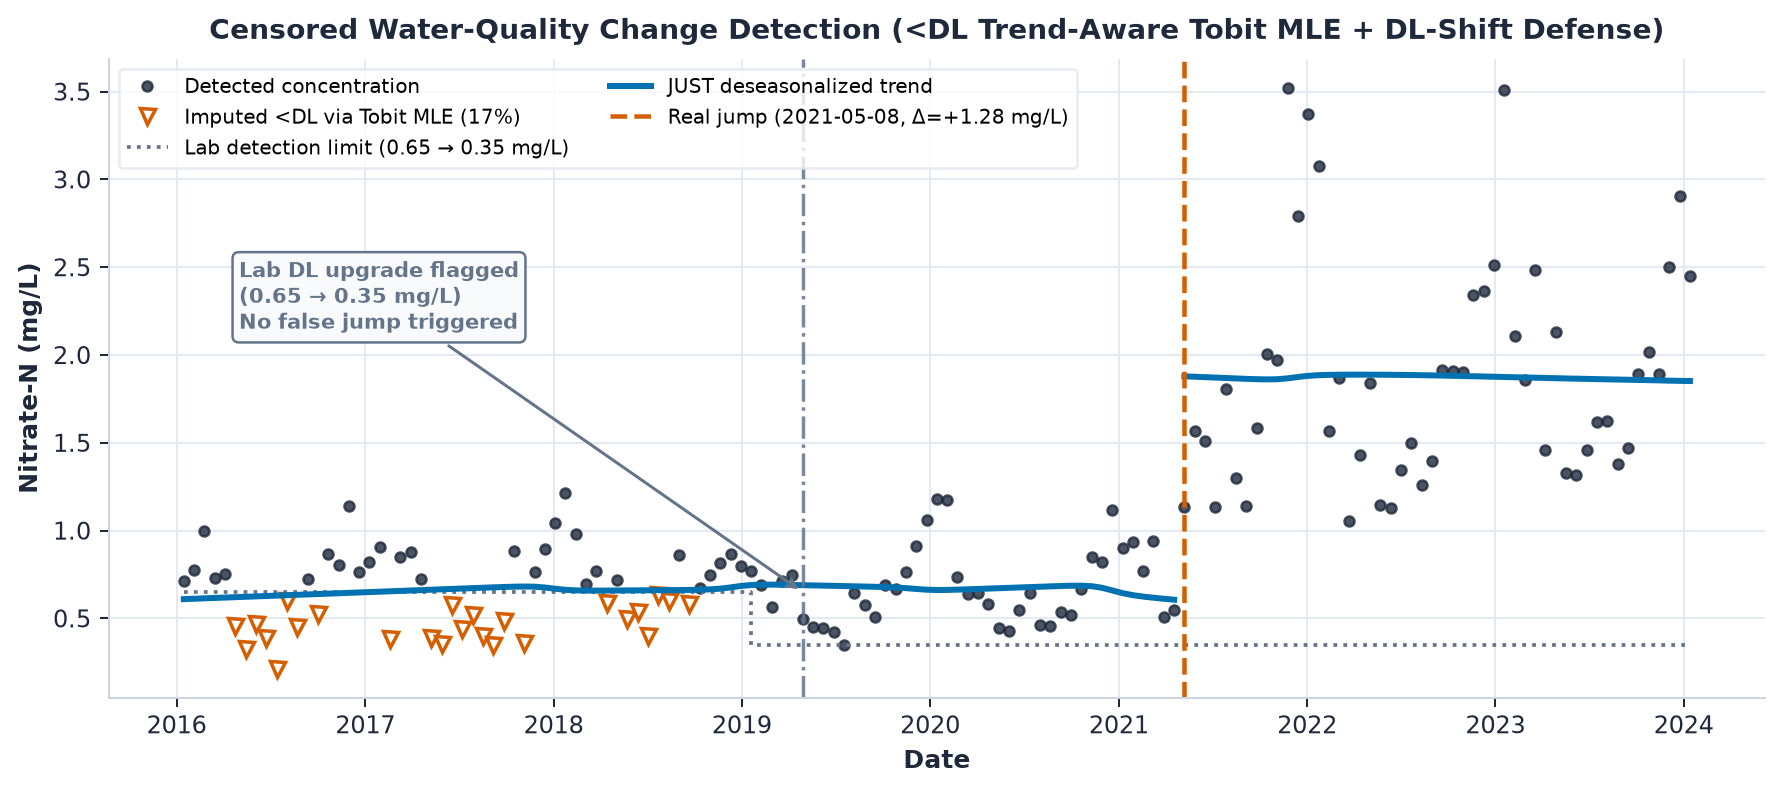 Censored Water-Quality Change Detection (<DL Trend-Aware Tobit MLE + DL-Shift Defense)
Detected concentration
Imputed <DL via Tobit MLE (17%)
Lab detection limit (0.65 → 0.35 mg/L)
JUST deseasonalized trend
Real jump (2021-05-08, Δ=+1.28 mg/L)
Lab DL upgrade flagged
(0.65 → 0.35 mg/L)
No false jump triggered
Nitrate-N (mg/L)
3.5
3.0
2.5
2.0
1.5
1.0
0.5
2016 2017 2018 2019 2020 2021 2022 2023 2024
Date